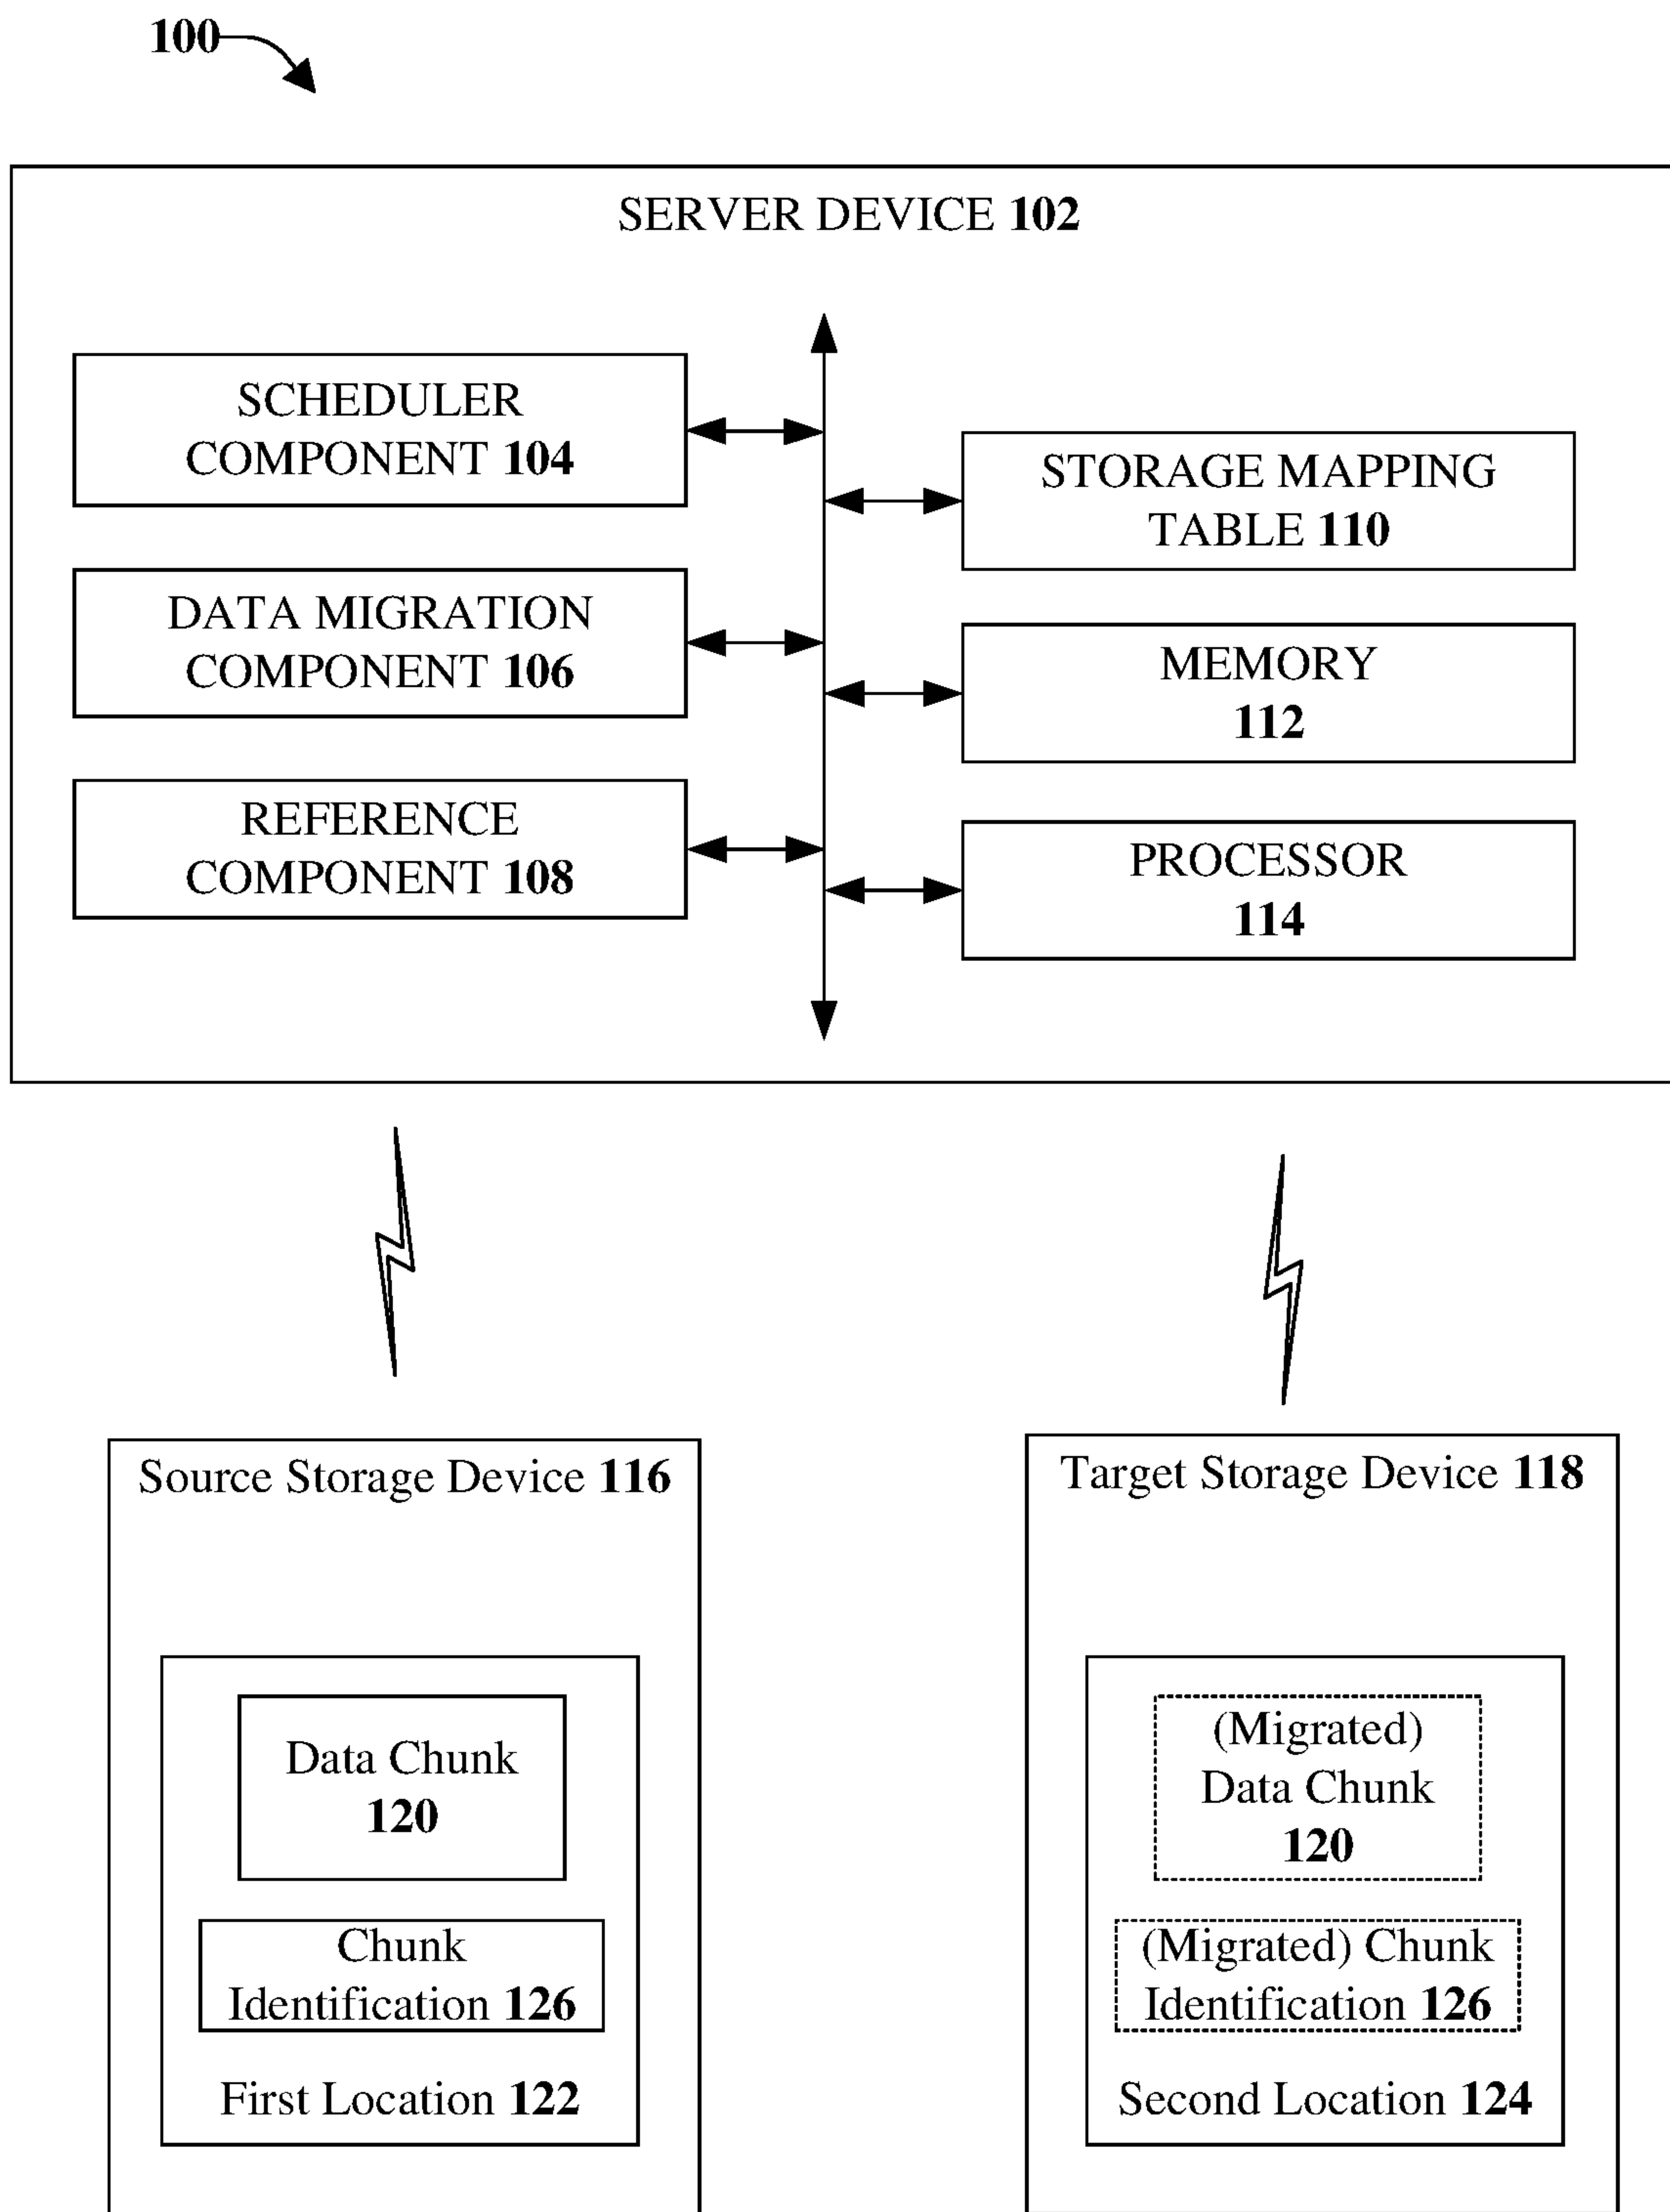 100
SERVER DEVICE 102
SCHEDULER
COMPONENT 104
DATA MIGRATION
COMPONENT 106
REFERENCE
COMPONENT 108
STORAGE MAPPING
TABLE 110
MEMORY
112
PROCESSOR
114
Source Storage Device 116
Data Chunk
120
Chunk
Identification 126
First Location 122
Target Storage Device 118
(Migrated)
Data Chunk
120
(Migrated) Chunk
Identification 126
Second Location 124